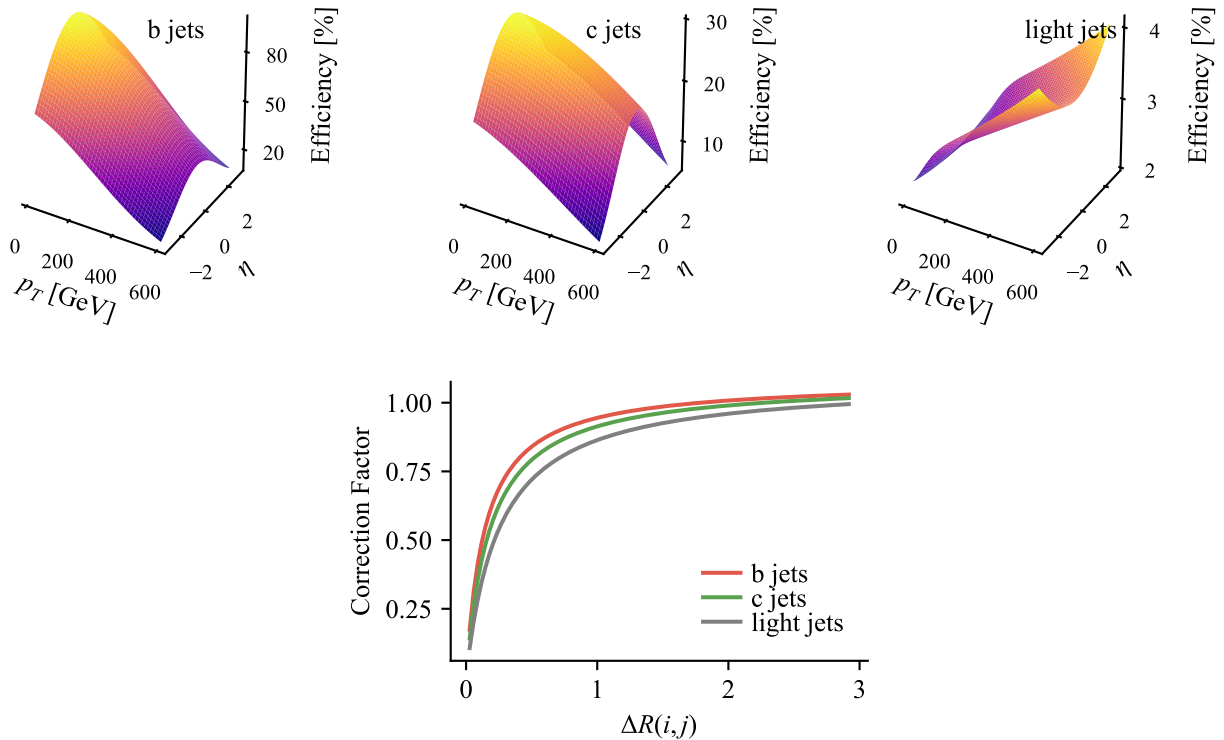 b jets
80
50
20
Efficiency [%]
0
200
400
600
p_T [GeV]
−2
0
2
η
c jets
30
20
10
Efficiency [%]
0
200
400
600
p_T [GeV]
−2
0
2
η
light jets
4
3
2
Efficiency [%]
0
200
400
600
p_T [GeV]
−2
0
2
η
1.00
0.75
0.50
0.25
Correction Factor
b jets
c jets
light jets
0
1
2
3
ΔR(i,j)